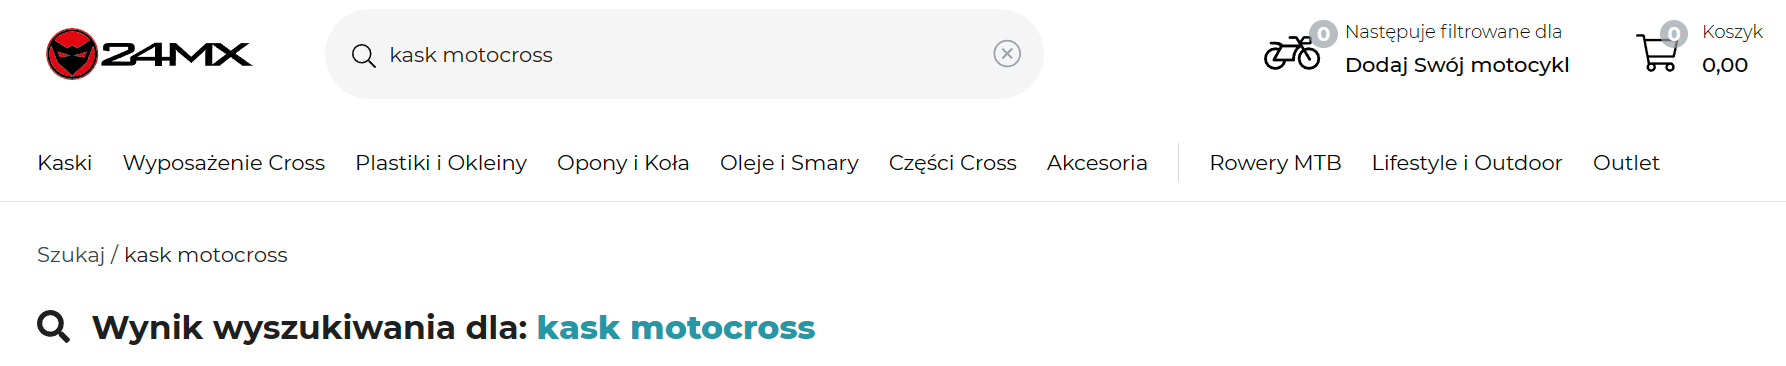 24MX
kask motocross
0
Następuje filtrowane dla
Dodaj Swój motocykl
0
Koszyk
0,00
Kaski Wyposażenie Cross Plastiki i Okleiny Opony i Koła Oleje i Smary Części Cross Akcesoria Rowery MTB Lifestyle i Outdoor Outlet
Szukaj / kask motocross
Wynik wyszukiwania dla: kask motocross